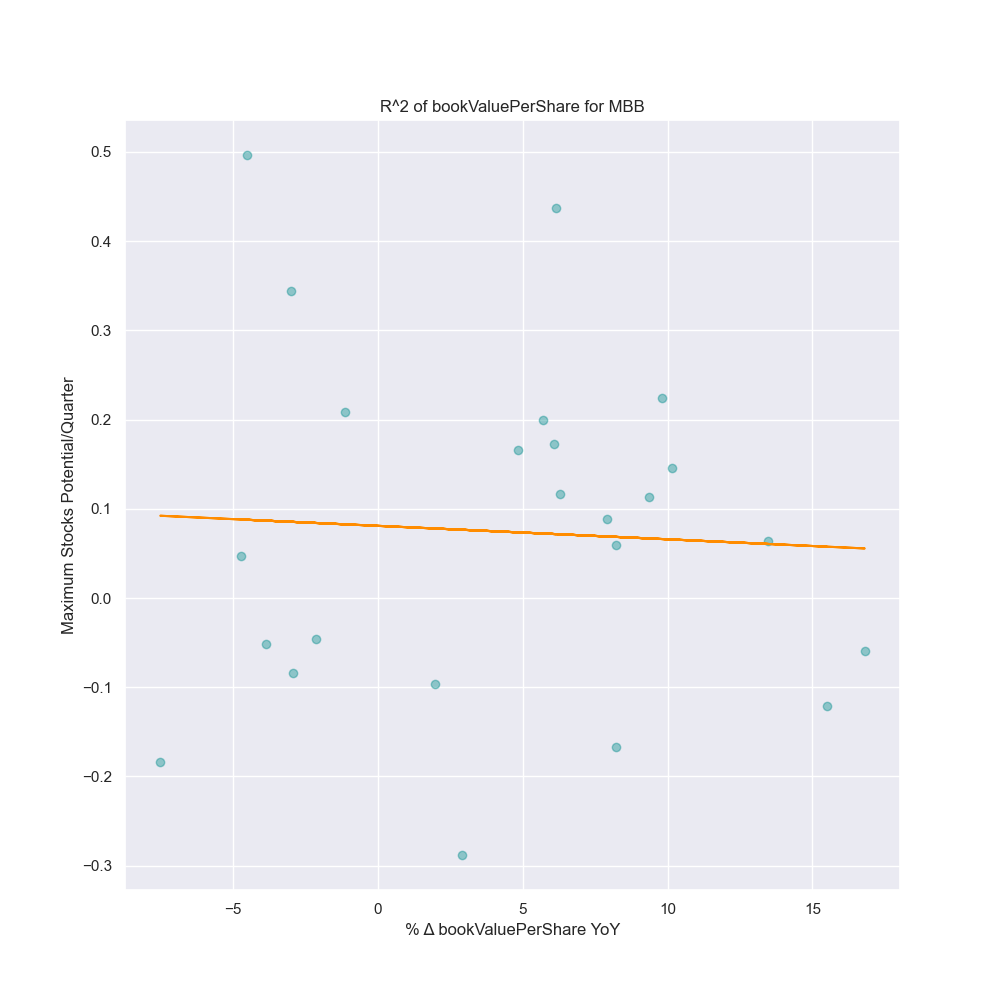 R^2 of bookValuePerShare for MBB
Maximum Stocks Potential/Quarter
0.5
0.4
0.3
0.2
0.1
0.0
−0.1
−0.2
−0.3
−5 0 5 10 15
% Δ bookValuePerShare YoY